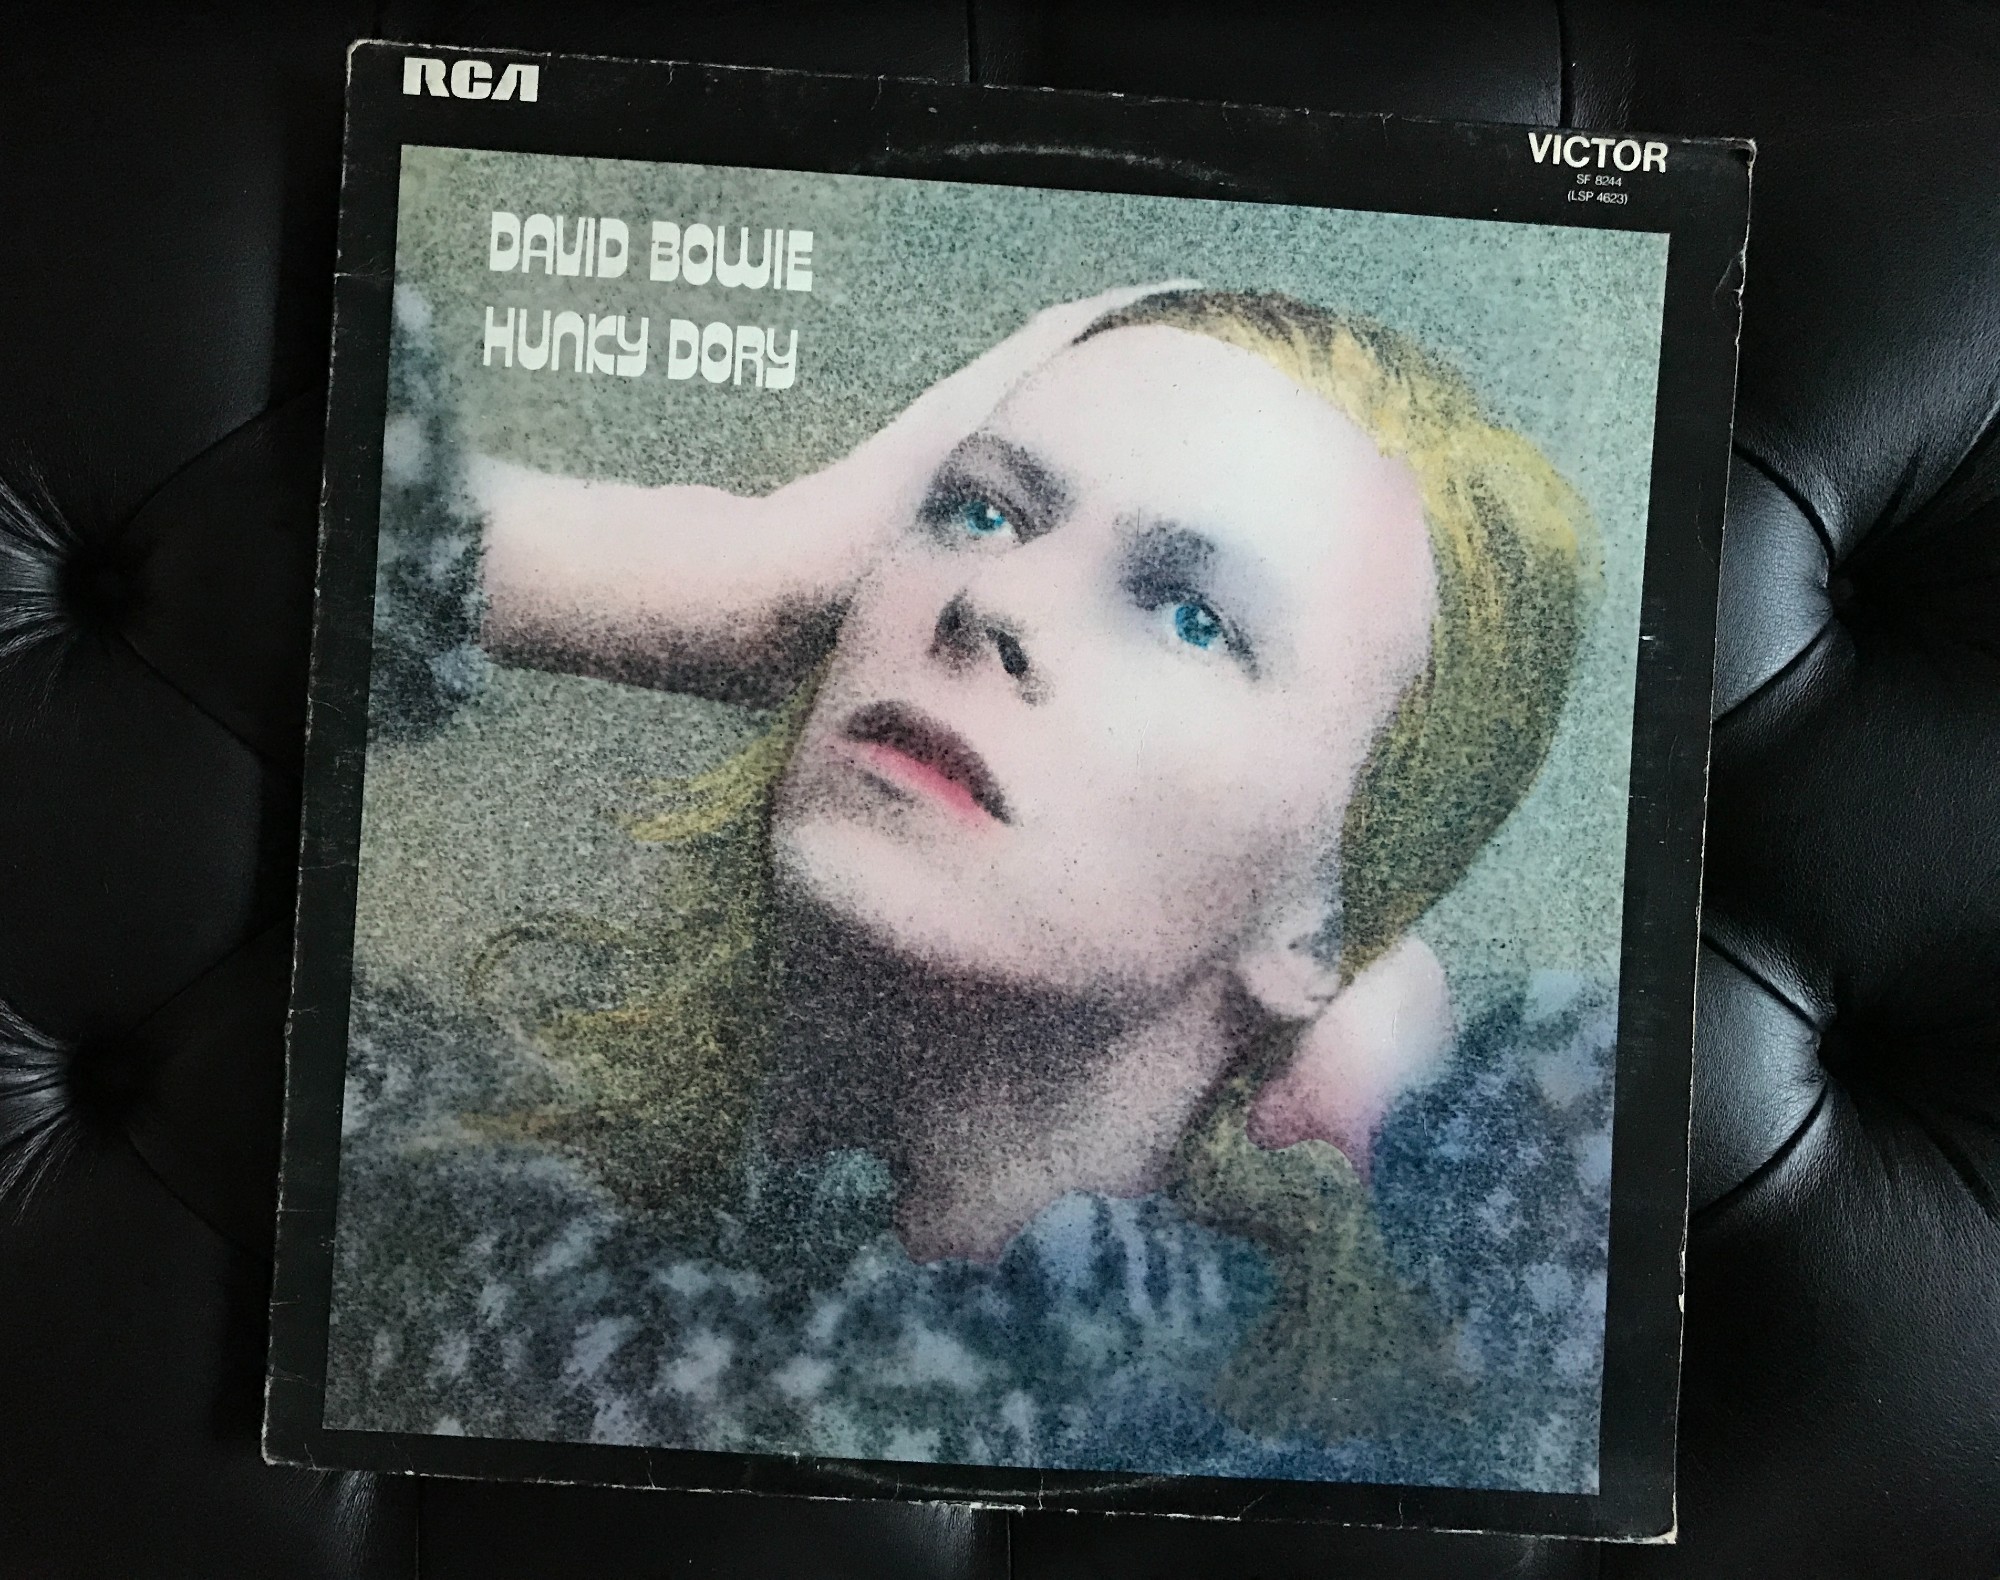 RCA
VICTOR
SF 8244
(LSP 4623)
DAVID BOWIE
HUNKY DORY